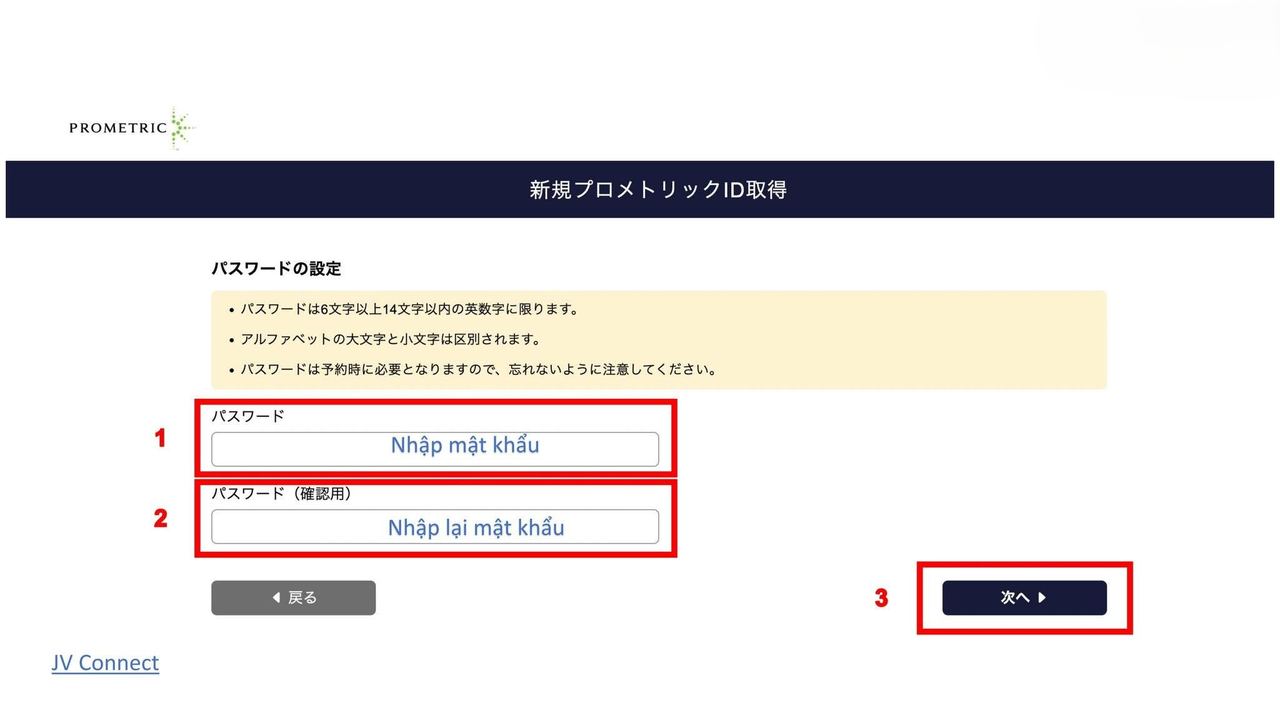 PROMETRIC
新規プロメトリックID取得
パスワードの設定
• パスワードは6文字以上14文字以内の英数字に限ります。
• アルファベットの大文字と小文字は区別されます。
• パスワードは予約時に必要となりますので、忘れないように注意してください。
パスワード
1
Nhập mật khẩu
パスワード（確認用）
2
Nhập lại mật khẩu
戻る
3
次へ
JV Connect